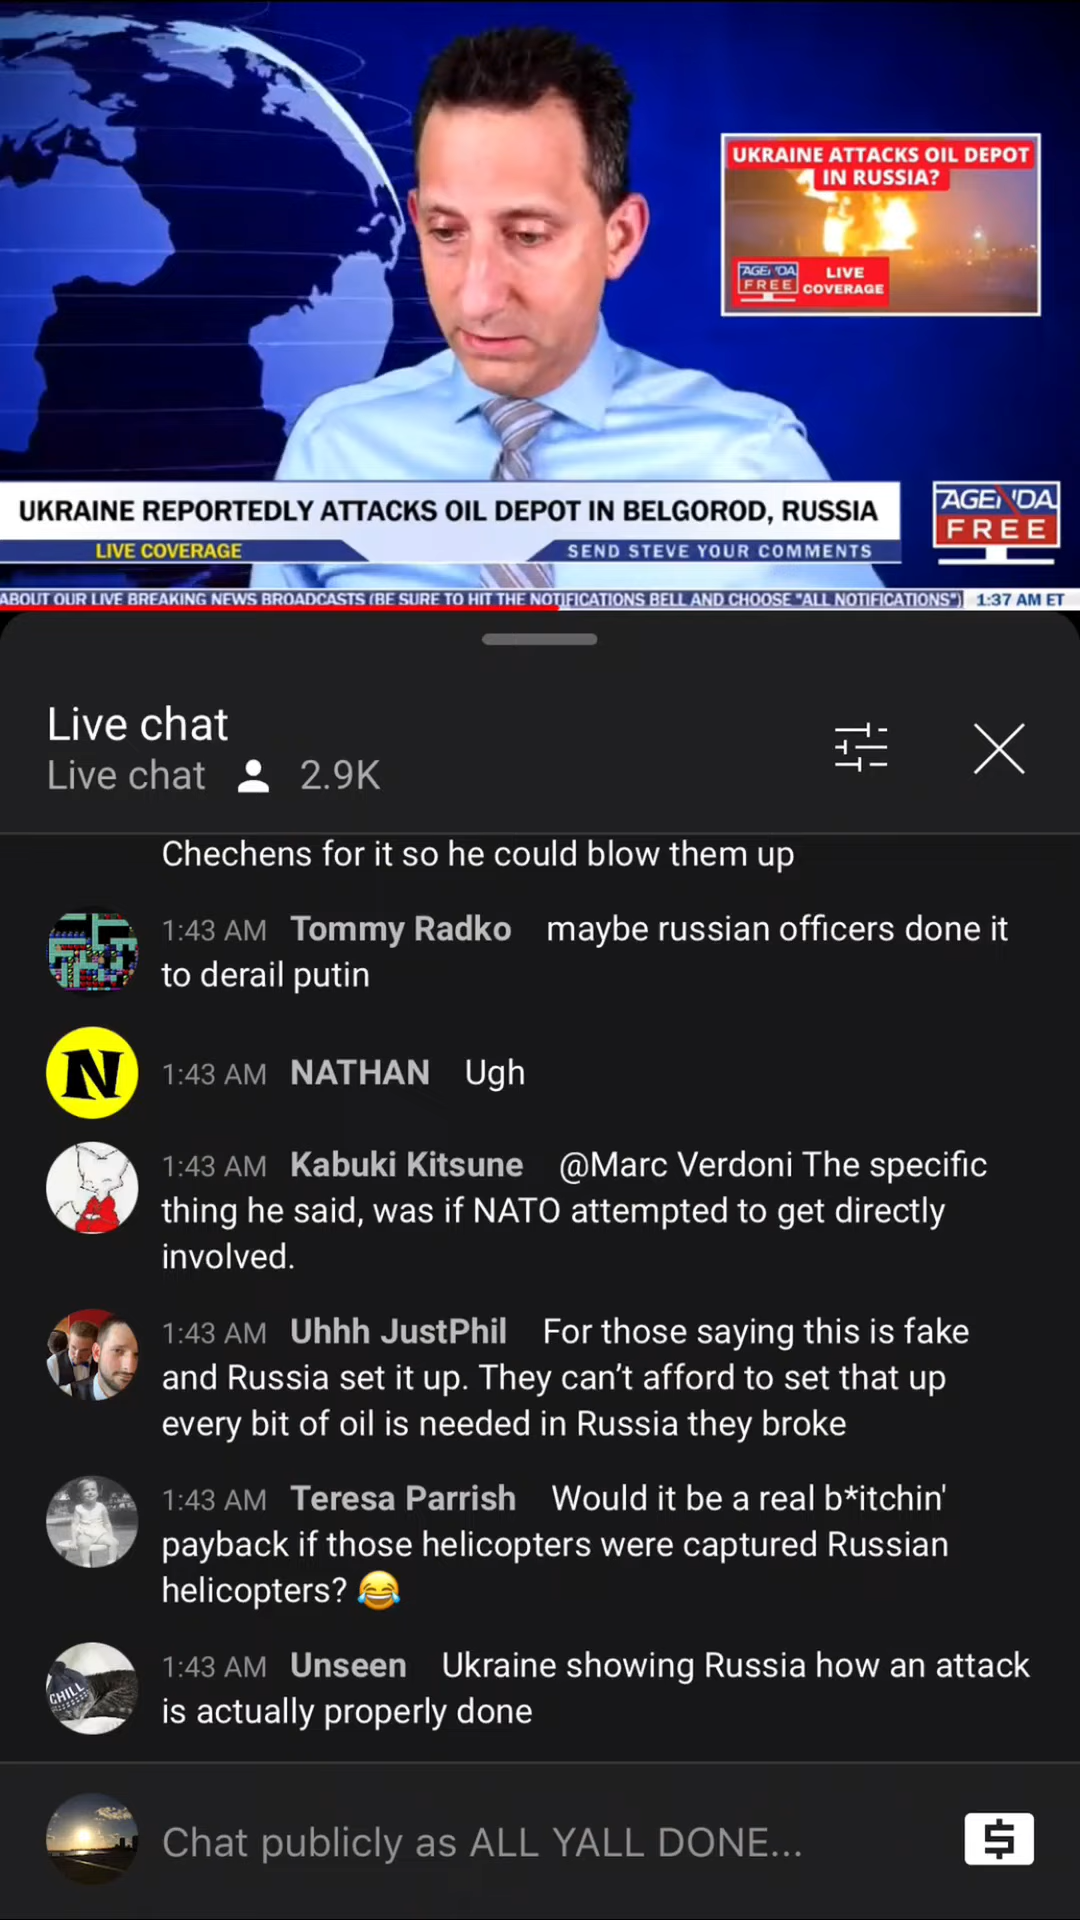 UKRAINE ATTACKS OIL DEPOT
IN RUSSIA?
AGENDA
FREE
LIVE
COVERAGE
UKRAINE REPORTEDLY ATTACKS OIL DEPOT IN BELGOROD, RUSSIA
LIVE COVERAGE
SEND STEVE YOUR COMMENTS
AGENDA
FREE
ABOUT OUR LIVE BREAKING NEWS BROADCASTS (BE SURE TO HIT THE NOTIFICATIONS BELL AND CHOOSE "ALL NOTIFICATIONS")
1:37 AM ET
Live chat
Live chat 2.9K
Chechens for it so he could blow them up
1:43 AM Tommy Radko maybe russian officers done it
to derail putin
N
1:43 AM NATHAN Ugh
1:43 AM Kabuki Kitsune @Marc Verdoni The specific
thing he said, was if NATO attempted to get directly
involved.
1:43 AM Uhhh JustPhil For those saying this is fake
and Russia set it up. They can’t afford to set that up
every bit of oil is needed in Russia they broke
1:43 AM Teresa Parrish Would it be a real b*itchin'
payback if those helicopters were captured Russian
helicopters? 😂
CHILL
1:43 AM Unseen Ukraine showing Russia how an attack
is actually properly done
Chat publicly as ALL YALL DONE...
$